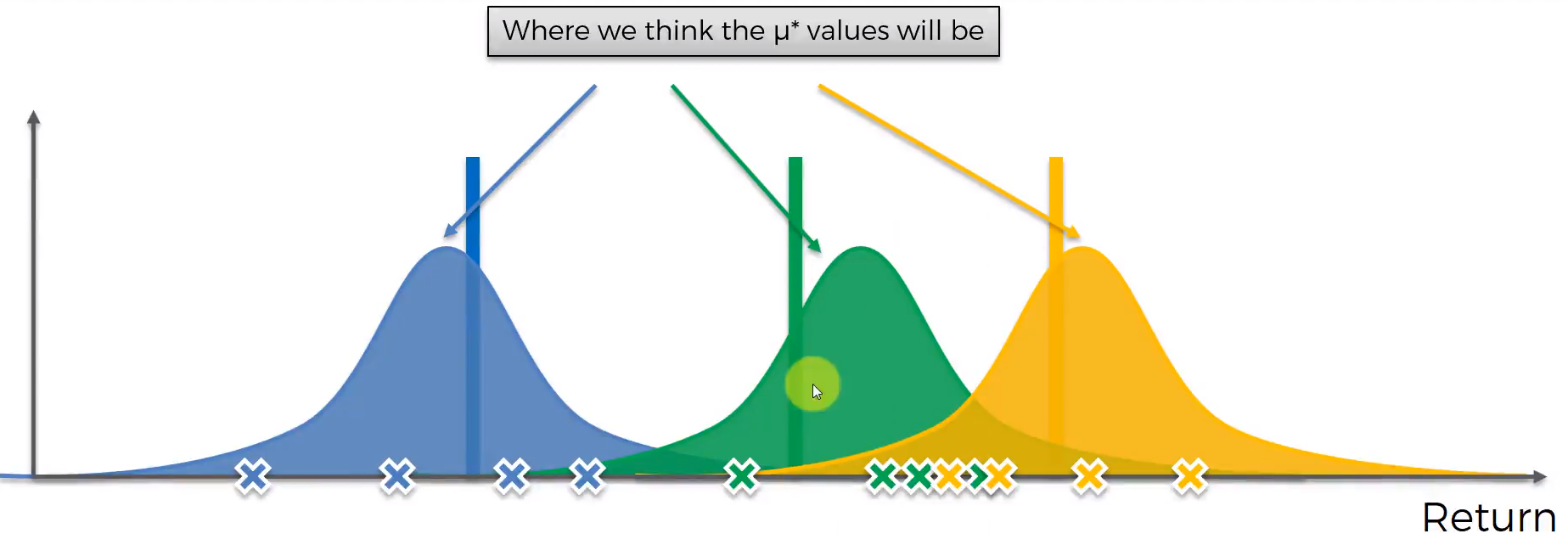 Where we think the μ* values will be
Return